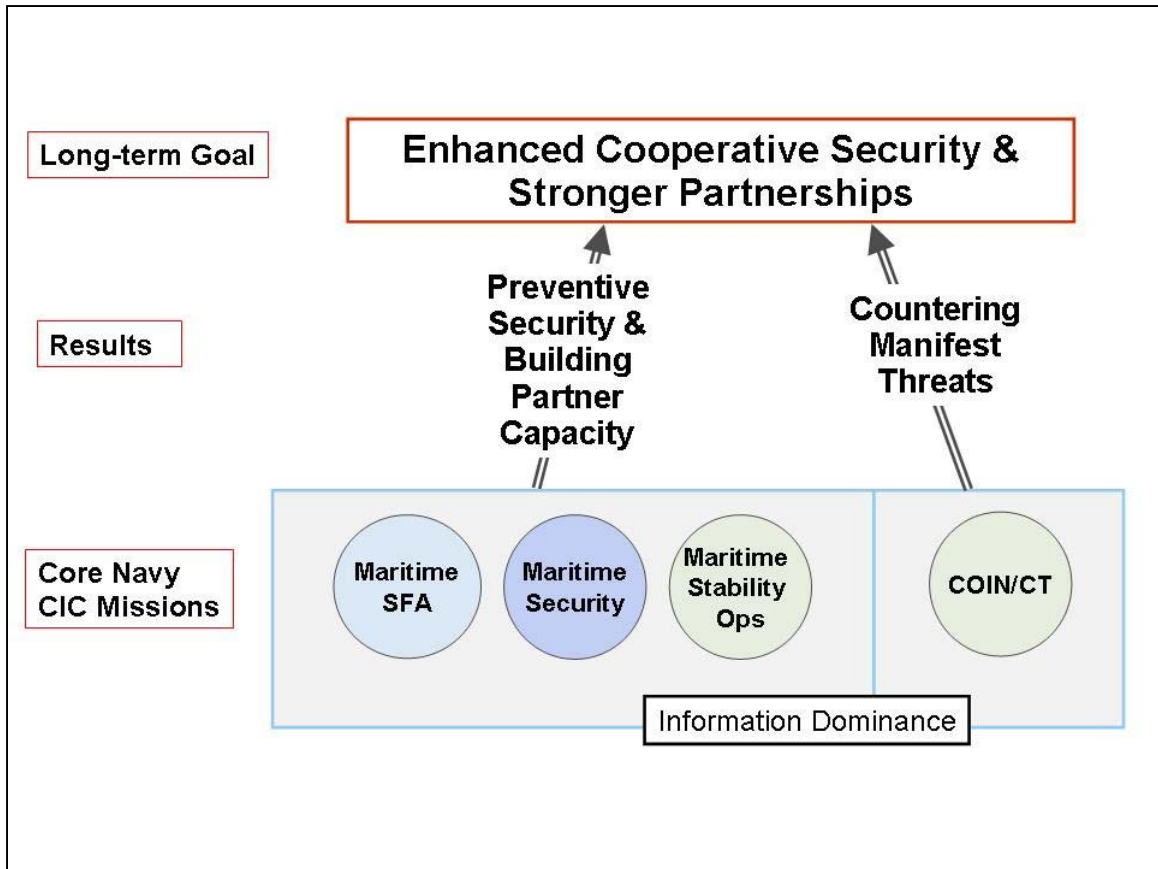 Long-term Goal
Enhanced Cooperative Security &
Stronger Partnerships
Results
Preventive
Security &
Building
Partner
Capacity
Countering
Manifest
Threats
Core Navy
CIC Missions
Maritime
SFA
Maritime
Security
Maritime
Stability
Ops
COIN/CT
Information Dominance